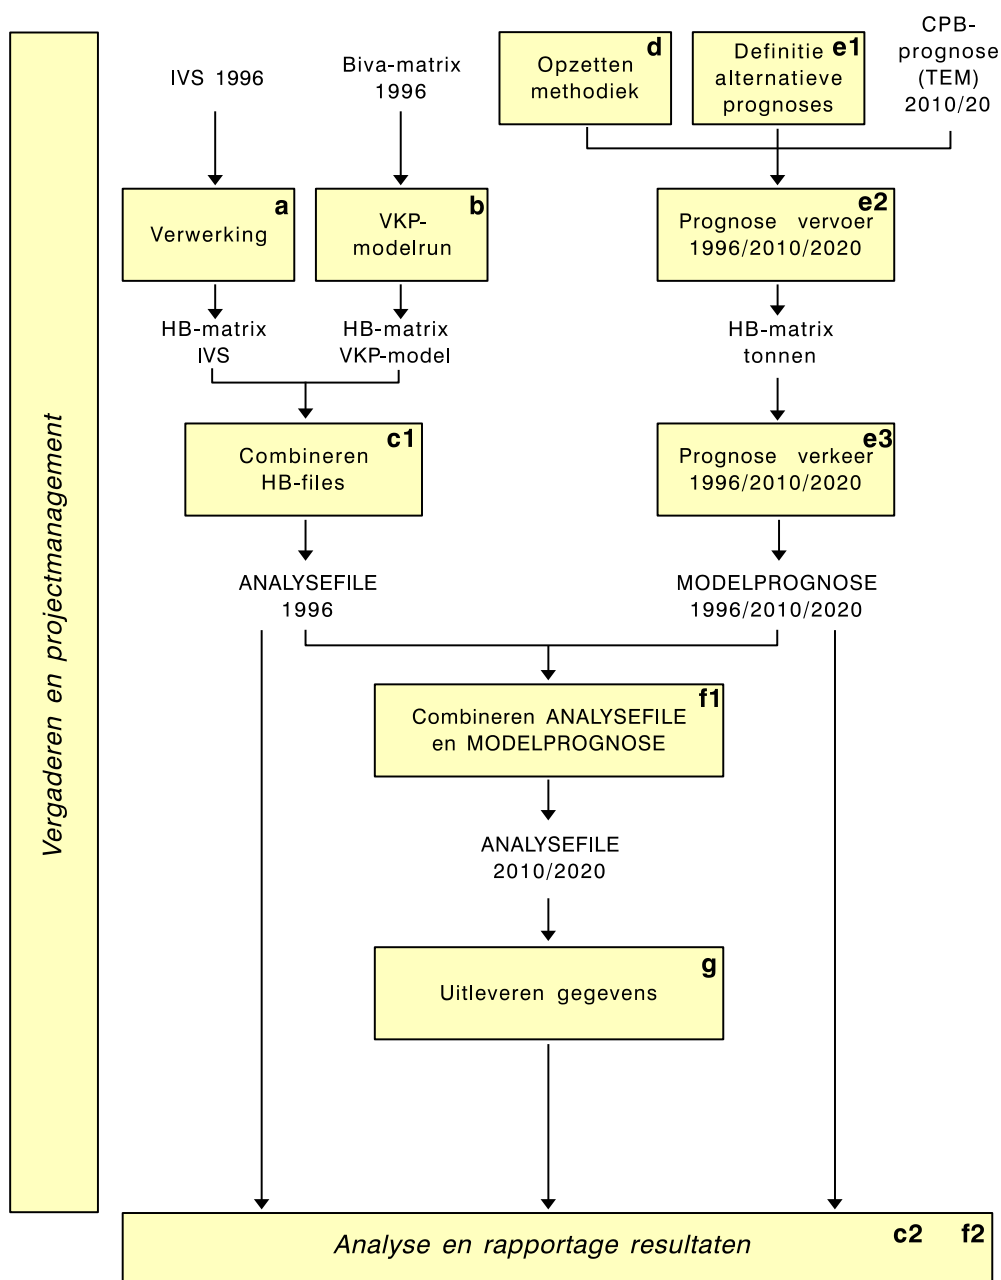 Vergaderen en projectmanagement
IVS 1996
Biva-matrix
1996
d
Opzetten
methodiek
e1
Definitie
alternatieve
prognoses
CPB-
prognose
(TEM)
2010/20
a
Verwerking
b
VKP-
modelrun
e2
Prognose vervoer
1996/2010/2020
HB-matrix
IVS
HB-matrix
VKP-model
HB-matrix
tonnen
c1
Combineren
HB-files
e3
Prognose verkeer
1996/2010/2020
ANALYSEFILE
1996
MODELPROGNOSE
1996/2010/2020
f1
Combineren ANALYSEFILE
en MODELPROGNOSE
ANALYSEFILE
2010/2020
g
Uitleveren gegevens
Analyse en rapportage resultaten
c2 f2